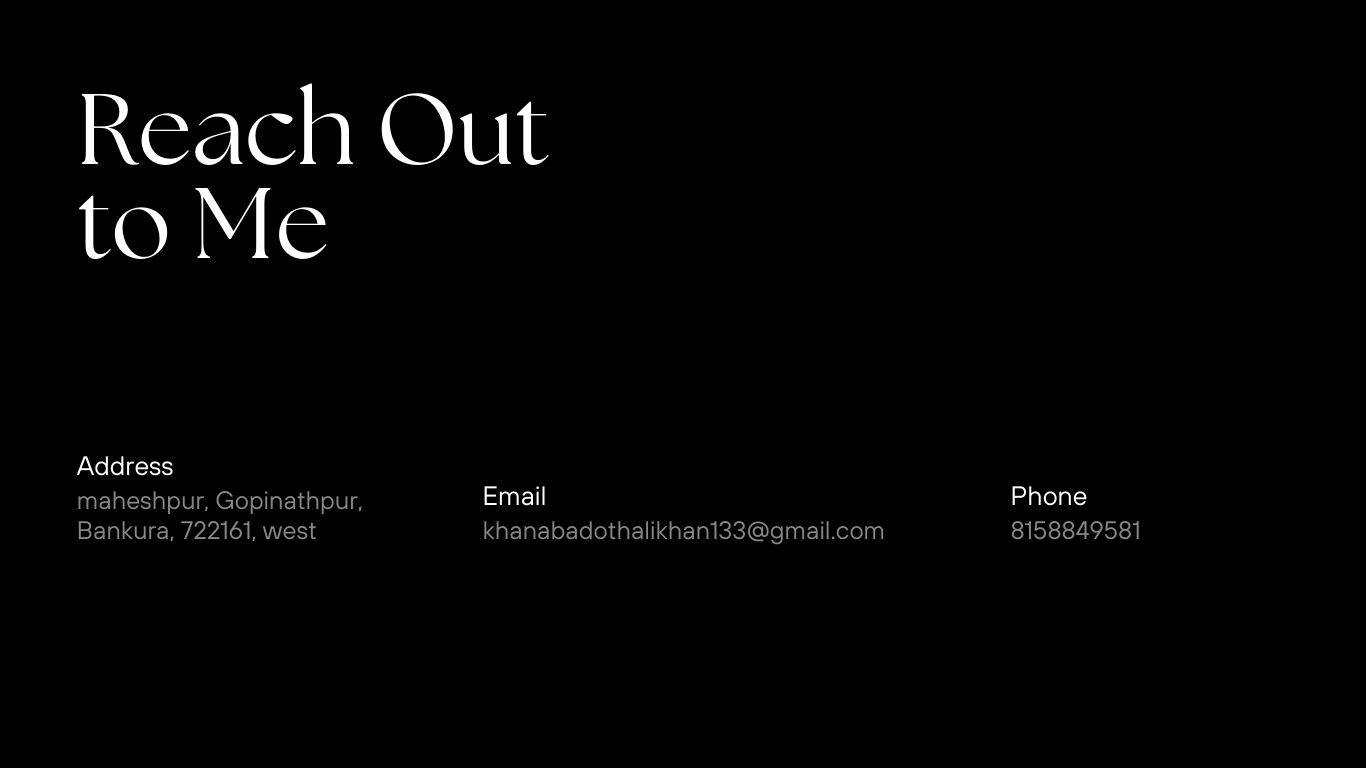 Reach Out
to Me
Address
maheshpur, Gopinathpur,
Bankura, 722161, west
Email
khanabadothalikhan133@gmail.com
Phone
8158849581